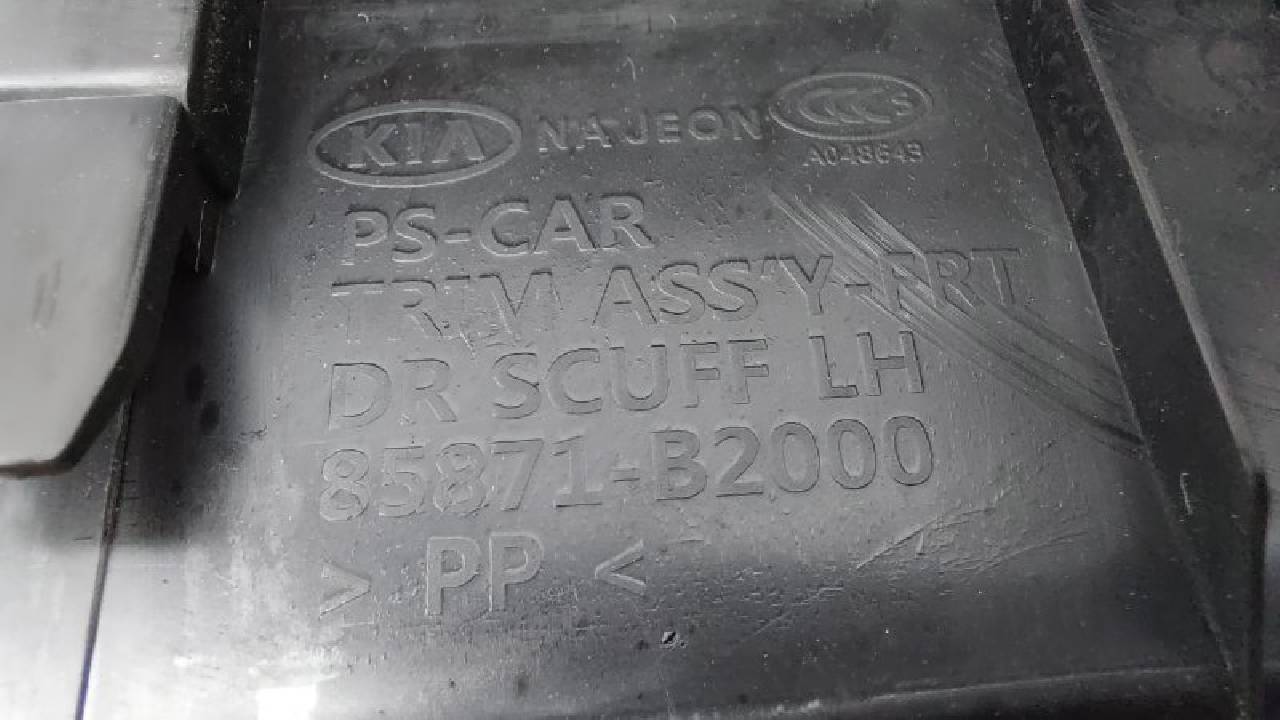 KIA NAJEON CCC S
A048649
PS-CAR
TRIM ASS'Y-FRT
DR SCUFF LH
85871-B2000
> PP <